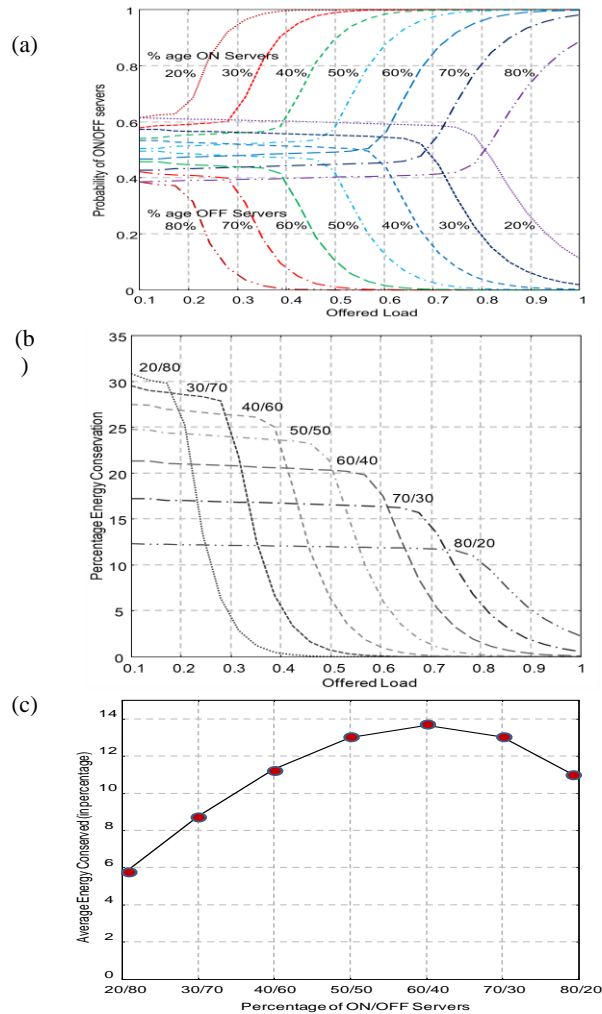 (a)
Probability of ON/OFF servers
1
0.8
0.6
0.4
0.2
0
% age ON Servers
20% 30% 40% 50% 60% 70% 80%
% age OFF Servers
80% 70% 60% 50% 40% 30% 20%
0.1 0.2 0.3 0.4 0.5 0.6 0.7 0.8 0.9 1
Offered Load
(b
)
Percentage Energy Conservation
35
30
25
20
15
10
5
0
20/80
30/70
40/60
50/50
60/40
70/30
80/20
0.1 0.2 0.3 0.4 0.5 0.6 0.7 0.8 0.9 1
Offered Load
(c)
Average Energy Conserved (in percentage)
14
12
10
8
6
4
2
0
20/80 30/70 40/60 50/50 60/40 70/30 80/20
Percentage of ON/OFF Servers